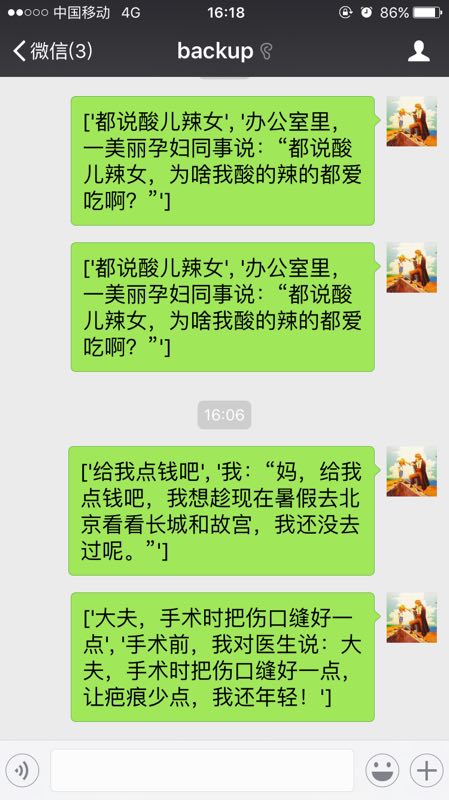 中国移动 4G 16:18 86%
微信(3) backup
['都说酸儿辣女', '办公室里，
一美丽孕妇同事说：“都说酸
儿辣女，为啥我酸的辣的都爱
吃啊？”']
['都说酸儿辣女', '办公室里，
一美丽孕妇同事说：“都说酸
儿辣女，为啥我酸的辣的都爱
吃啊？”']
16:06
['给我点钱吧', '我：“妈，给我
点钱吧，我想趁现在暑假去北
京看看长城和故宫，我还没去
过呢。”']
['大夫，手术时把伤口缝好一
点', '手术前，我对医生说：大
夫，手术时把伤口缝好一点，
让疤痕少点，我还年轻！']